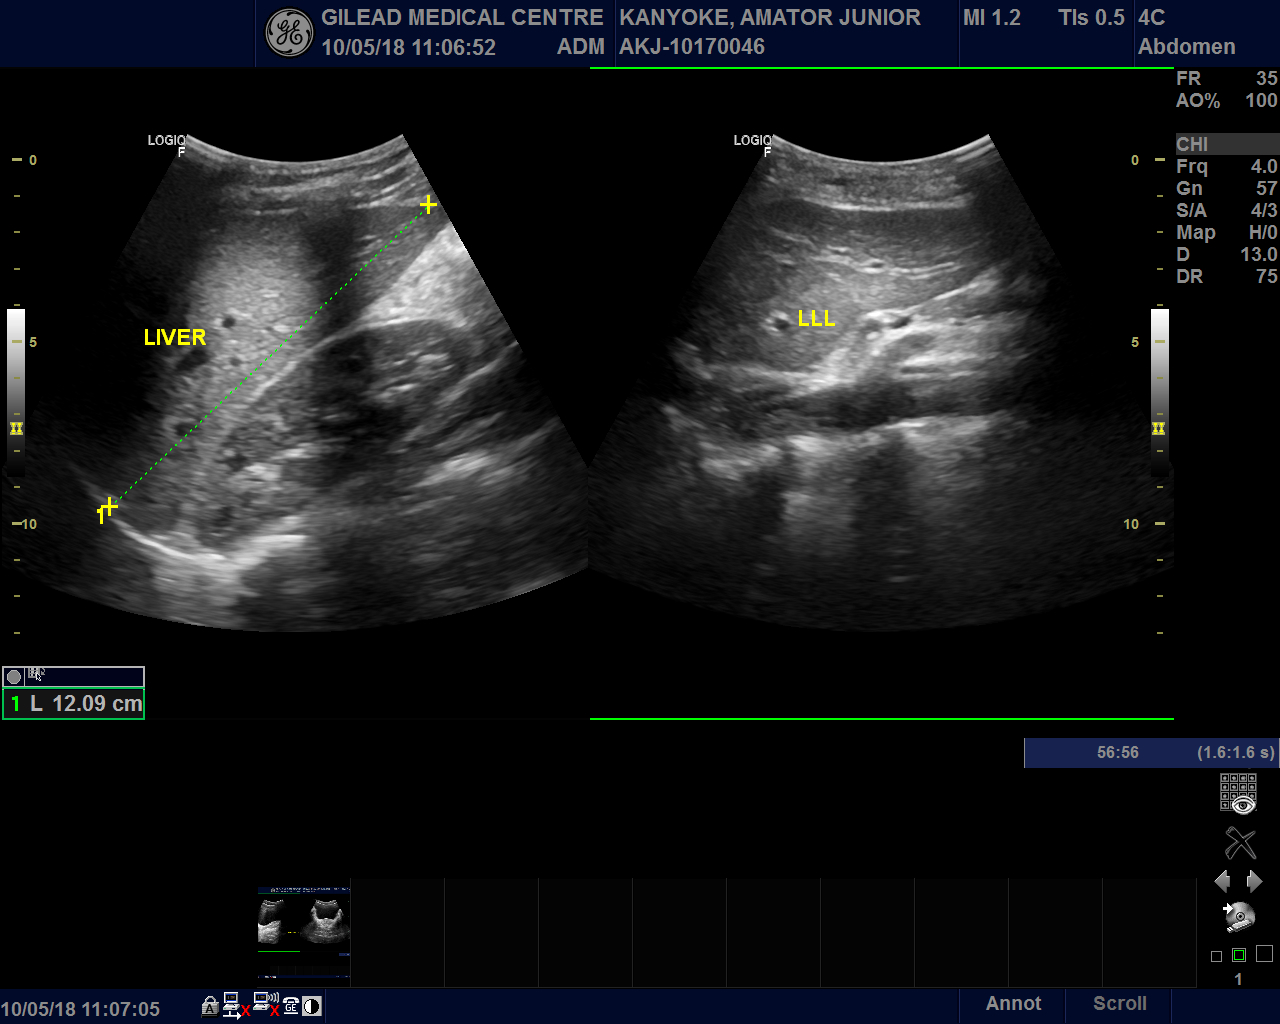 GILEAD MEDICAL CENTRE
10/05/18 11:06:52 ADM
KANYOKE, AMATOR JUNIOR
AKJ-10170046
MI 1.2 TIs 0.5
4C
Abdomen
FR 35
AO% 100
CHI
Frq 4.0
Gn 57
S/A 4/3
Map H/0
D 13.0
DR 75
LOGIQ
F
0
5
10
LIVER
1
LOGIQ
F
0
5
10
LLL
1 L 12.09 cm
56:56 (1.6:1.6 s)
1
10/05/18 11:07:05
A
GE
Annot
Scroll